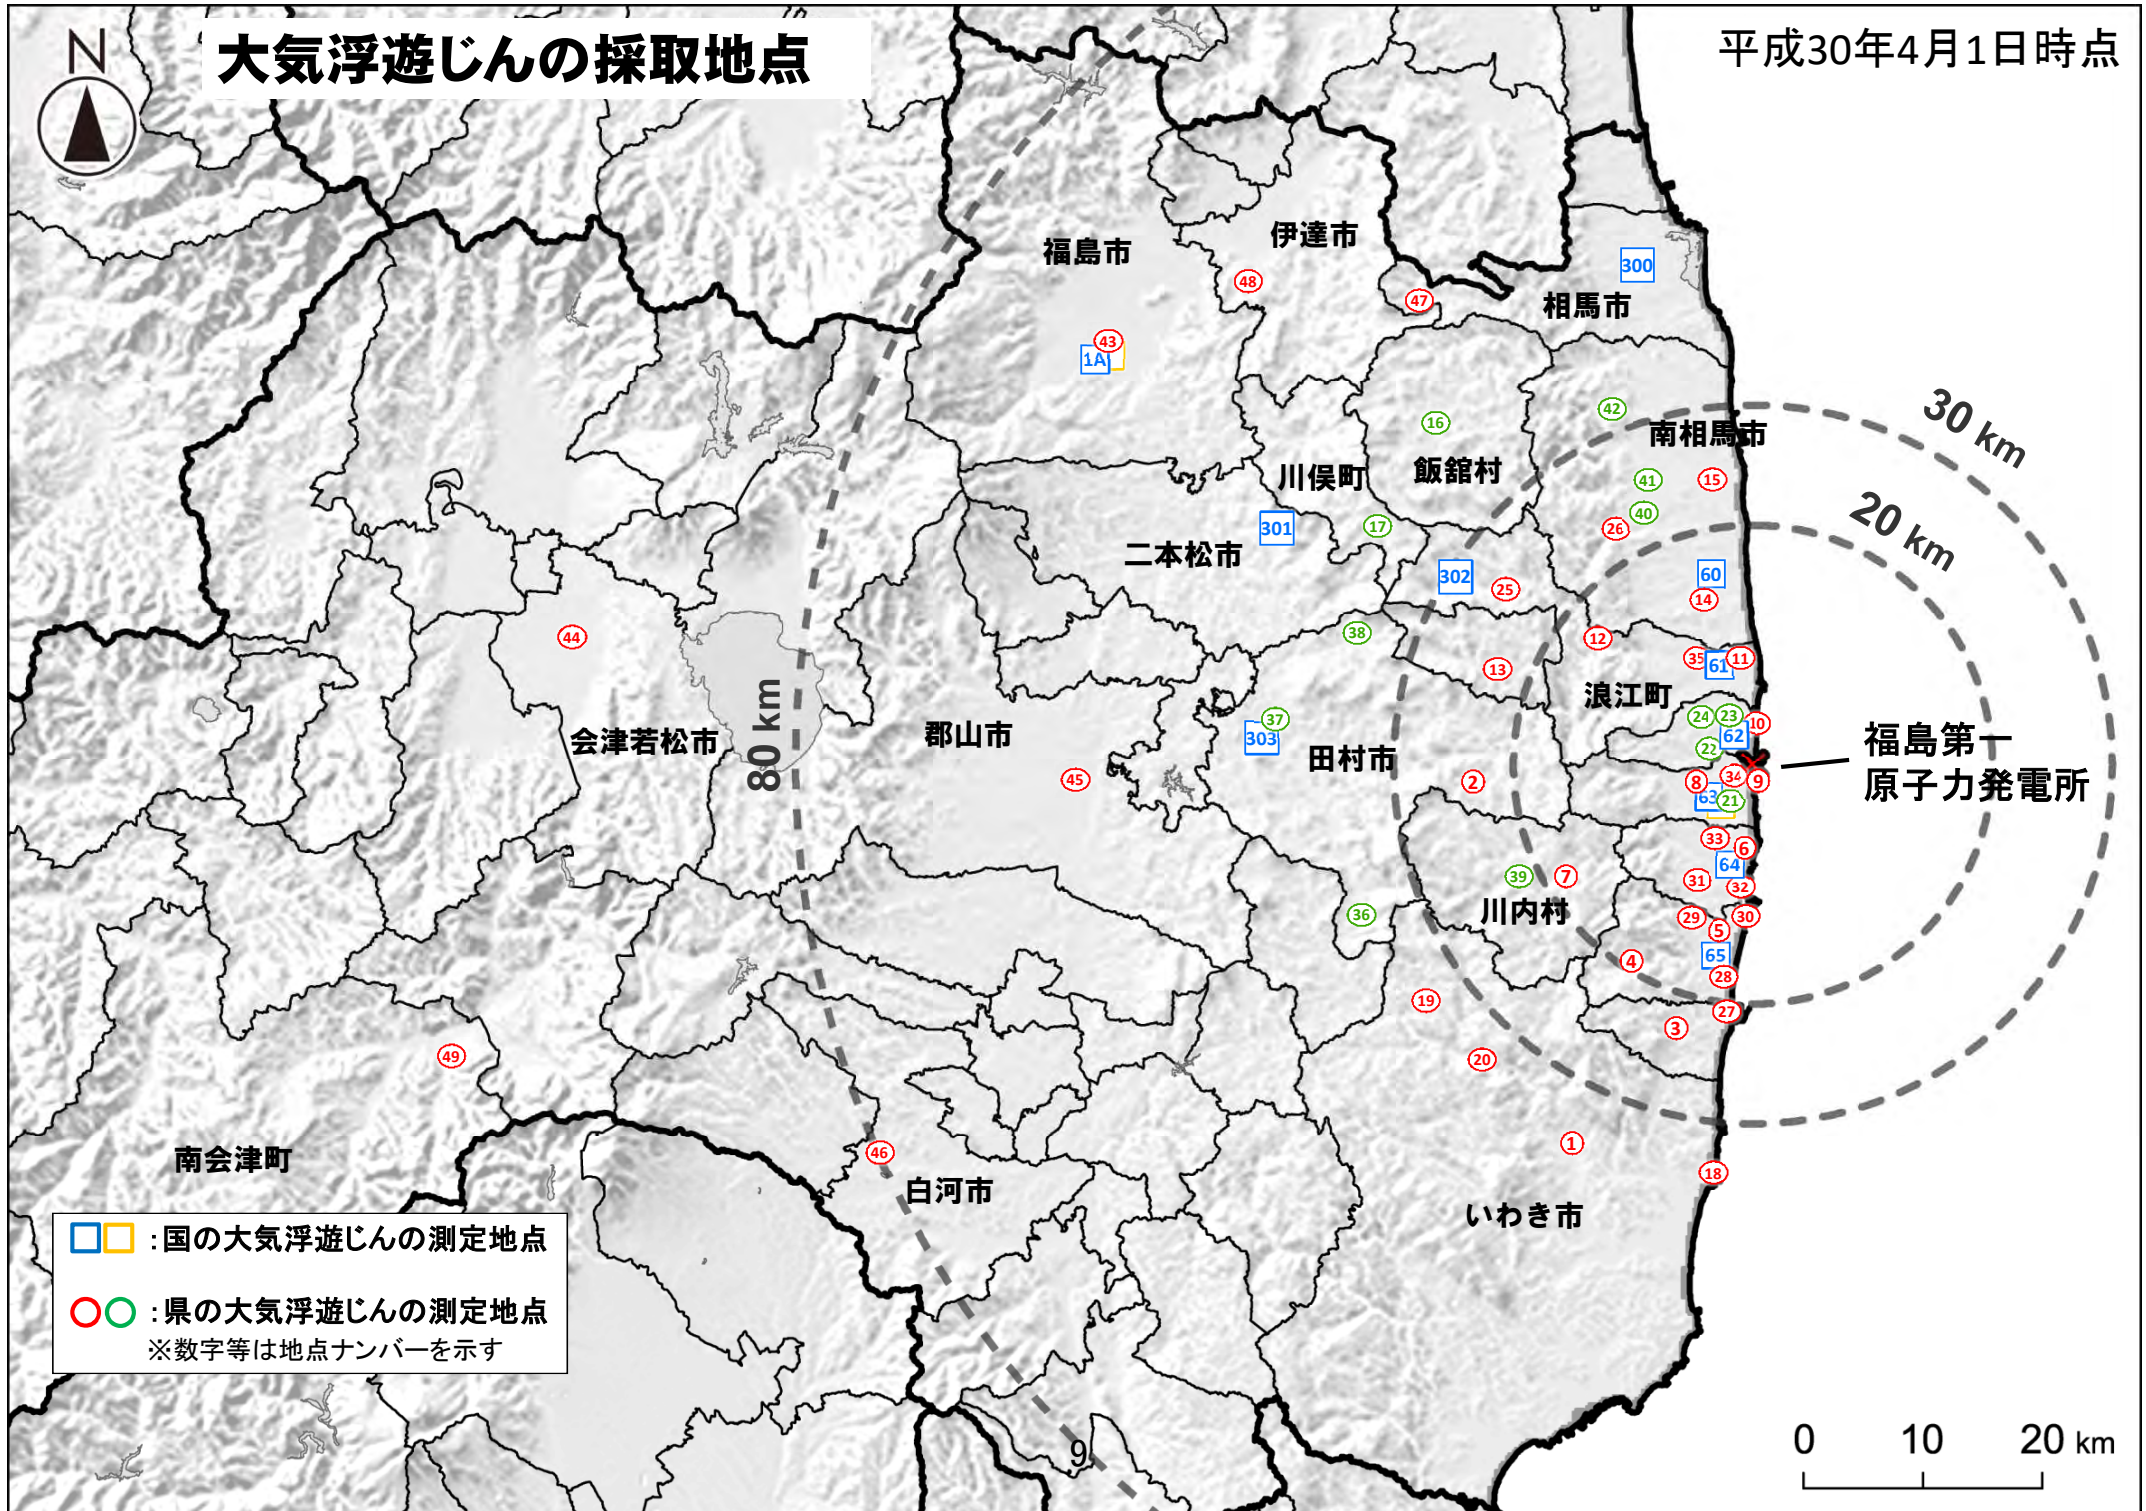 N
大気浮遊じんの採取地点
平成30年4月1日時点
伊達市
福島市
300
48
47
相馬市
43
1A
30 km
42
16
南相馬市
川俣町
飯舘村
41
15
20 km
40
17
26
301
二本松市
302
60
25
14
38
44
12
35
61
11
13
浪江町
80 km
24
23
10
37
62
会津若松市
郡山市
303
22
田村市
福島第一
原子力発電所
45
2
8
34
9
63
21
33
6
64
39
7
31
32
川内村
36
29
30
5
65
4
28
19
27
3
49
20
1
46
南会津町
18
白河市
いわき市
:国の大気浮遊じんの測定地点
:県の大気浮遊じんの測定地点
※数字等は地点ナンバーを示す
9
0 10 20 km